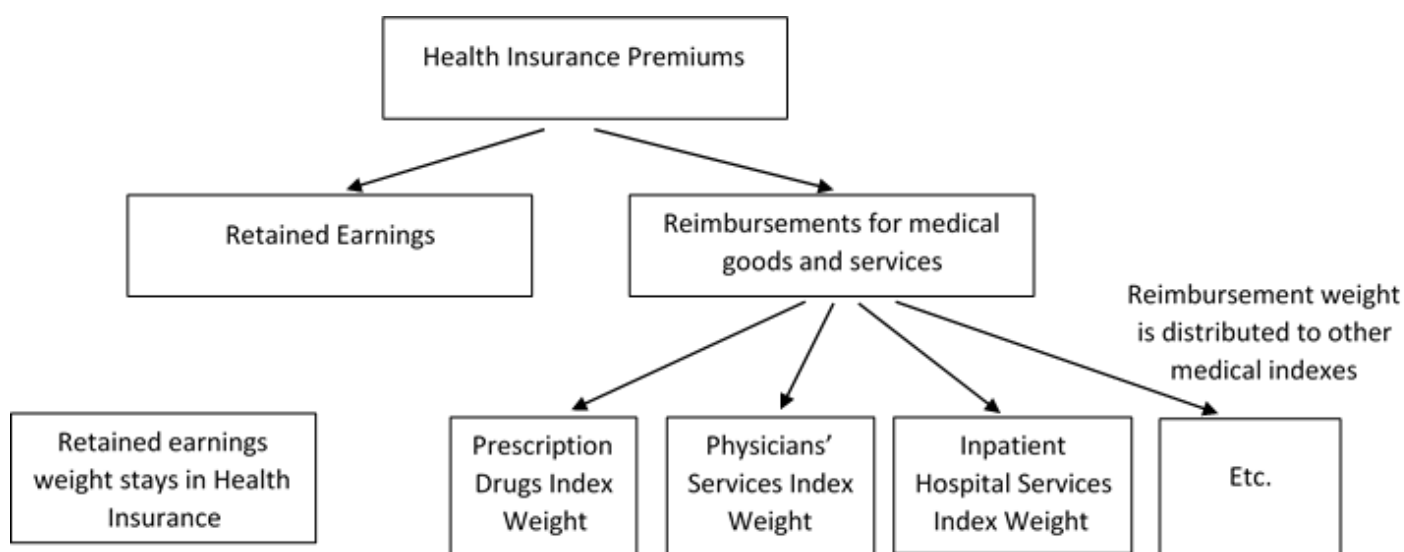 Health Insurance Premiums
Retained Earnings
Reimbursements for medical
goods and services
Reimbursement weight
is distributed to other
medical indexes
Retained earnings
weight stays in Health
Insurance
Prescription
Drugs Index
Weight
Physicians’
Services Index
Weight
Inpatient
Hospital Services
Index Weight
Etc.